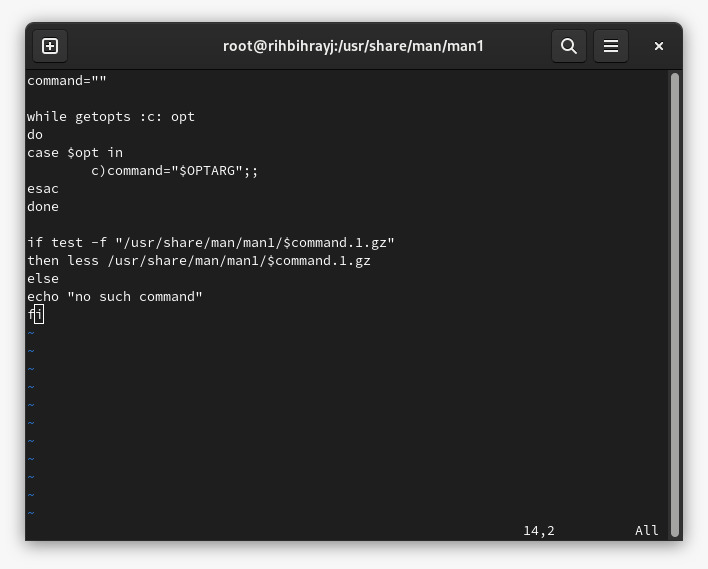 root@rihbihrayj:/usr/share/man/man1
command=""
while getopts :c: opt
do
case $opt in
c)command="$OPTARG";;
esac
done
if test -f "/usr/share/man/man1/$command.1.gz"
then less /usr/share/man/man1/$command.1.gz
else
echo "no such command"
fi
~
~
~
~
~
~
~
~
~
~
~
14,2 All